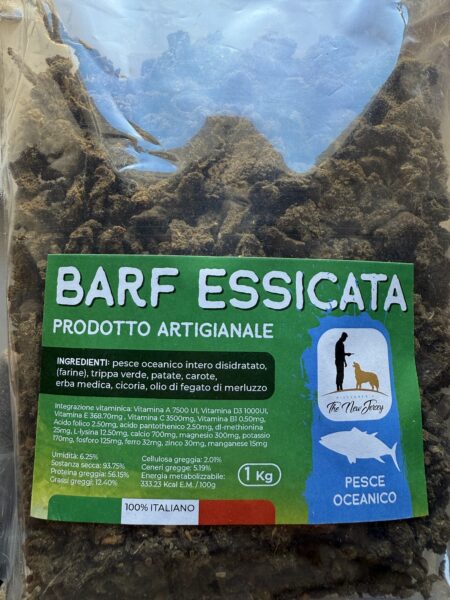 BARF ESSICATA
PRODOTTO ARTIGIANALE
INGREDIENTI: pesce oceanico intero disidratato,
(farine), trippa verde, patate, carote,
erba medica, cicoria, olio di fegato di merluzzo
Integrazione vitaminica: Vitamina A 7500 UI, Vitamina D3 1000UI,
Vitamina E 368.70mg , Vitamina C 3500mg, Vitamina B1 0.50mg,
Acido folico 2.50mg, acido pantothenico 2.50mg, dl-methionina
25mg, L-lysina 12.50mg, calcio 700mg, magnesio 300mg, potassio
170mg, fosforo 125mg, ferro 32mg, zinco 30mg, manganese 15mg
Umidità: 6.25%
Sostanza secca: 93.75%
Proteina greggia: 56.15%
Grassi greggi: 12.40%
Cellulosa greggia: 2.01%
Ceneri gregge: 5.19%
Energia metabolizzabile:
333.23 Kcal E.M. / 100g
1 Kg
100% ITALIANO
The New Jersey
PESCE
OCEANICO